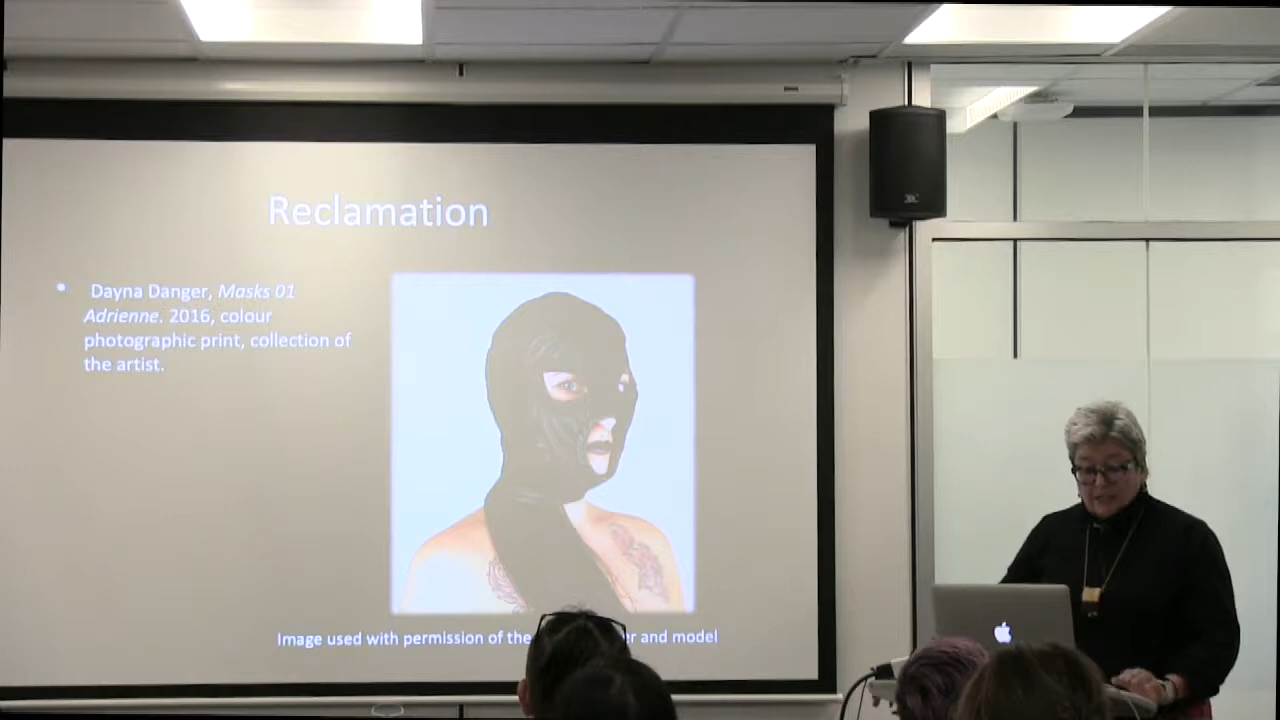 Reclamation
• Dayna Danger, Masks 01
Adrienne. 2016, colour
photographic print, collection of
the artist.
Image used with permission of the er and model